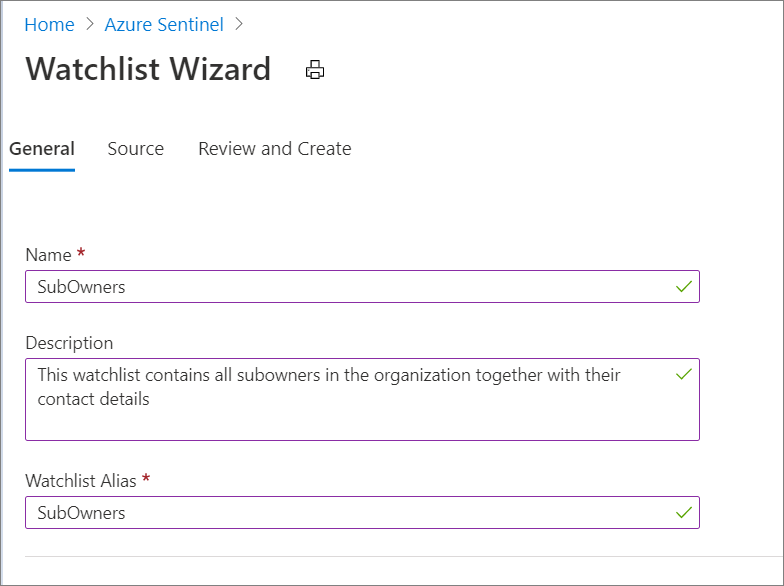 Home > Azure Sentinel >
Watchlist Wizard
General Source Review and Create
Name *
SubOwners
Description
This watchlist contains all subowners in the organization together with their
contact details
Watchlist Alias *
SubOwners